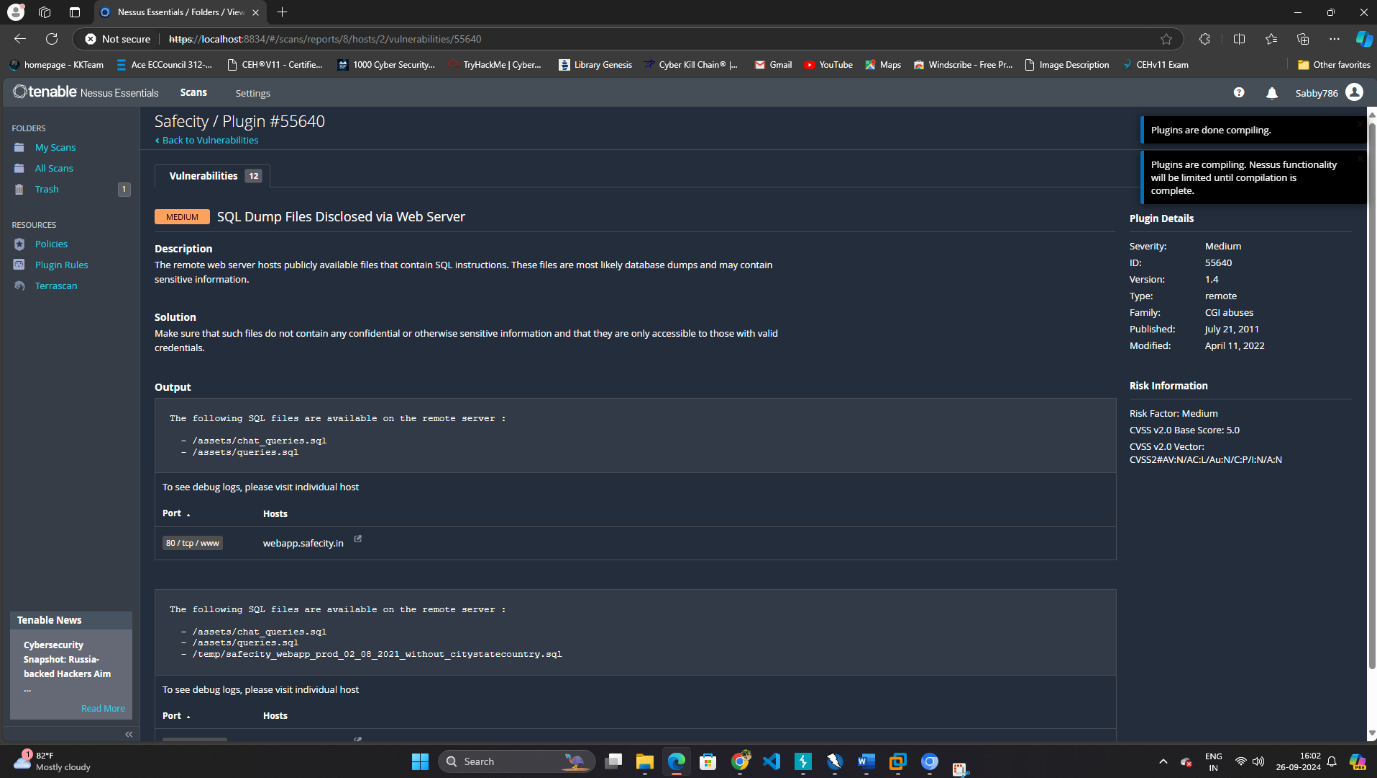 Nessus Essentials / Folders / View
Not secure
https://localhost:8834/#/scans/reports/8/hosts/2/vulnerabilities/55640
homepage - KKTeam
Ace ECCouncil 312-...
CEH®V11 - Certifie...
1000 Cyber Security...
TryHackMe | Cyber...
Library Genesis
Cyber Kill Chain® |...
Gmail
YouTube
Maps
Windscribe - Free Pr...
Image Description
CEHv11 Exam
Other favorites
tenable Nessus Essentials
Scans
Settings
Sabby786
FOLDERS
My Scans
All Scans
Trash
1
RESOURCES
Policies
Plugin Rules
Terrascan
Tenable News
Cybersecurity
Snapshot: Russia-
backed Hackers Aim
...
Read More
Safecity / Plugin #55640
‹ Back to Vulnerabilities
Vulnerabilities 12
MEDIUM SQL Dump Files Disclosed via Web Server
Description
The remote web server hosts publicly available files that contain SQL instructions. These files are most likely database dumps and may contain
sensitive information.
Solution
Make sure that such files do not contain any confidential or otherwise sensitive information and that they are only accessible to those with valid
credentials.
Output
The following SQL files are available on the remote server :
- /assets/chat_queries.sql
- /assets/queries.sql
To see debug logs, please visit individual host
Port Hosts
80 / tcp / www webapp.safecity.in
The following SQL files are available on the remote server :
- /assets/chat_queries.sql
- /assets/queries.sql
- /temp/safecity_webapp_prod_02_08_2021_without_citystatecountry.sql
To see debug logs, please visit individual host
Port Hosts
Plugins are done compiling.
Plugins are compiling. Nessus functionality
will be limited until compilation is
complete.
Plugin Details
Severity: Medium
ID: 55640
Version: 1.4
Type: remote
Family: CGI abuses
Published: July 21, 2011
Modified: April 11, 2022
Risk Information
Risk Factor: Medium
CVSS v2.0 Base Score: 5.0
CVSS v2.0 Vector:
CVSS2#AV:N/AC:L/Au:N/C:P/I:N/A:N
1
82°F
Mostly cloudy
Search
ENG
IN
16:02
26-09-2024